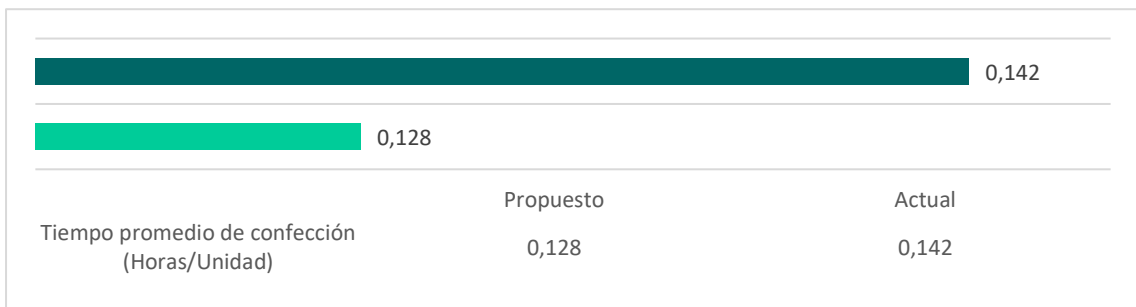 0,142
0,128
Propuesto Actual
Tiempo promedio de confección
(Horas/Unidad)
0,128 0,142